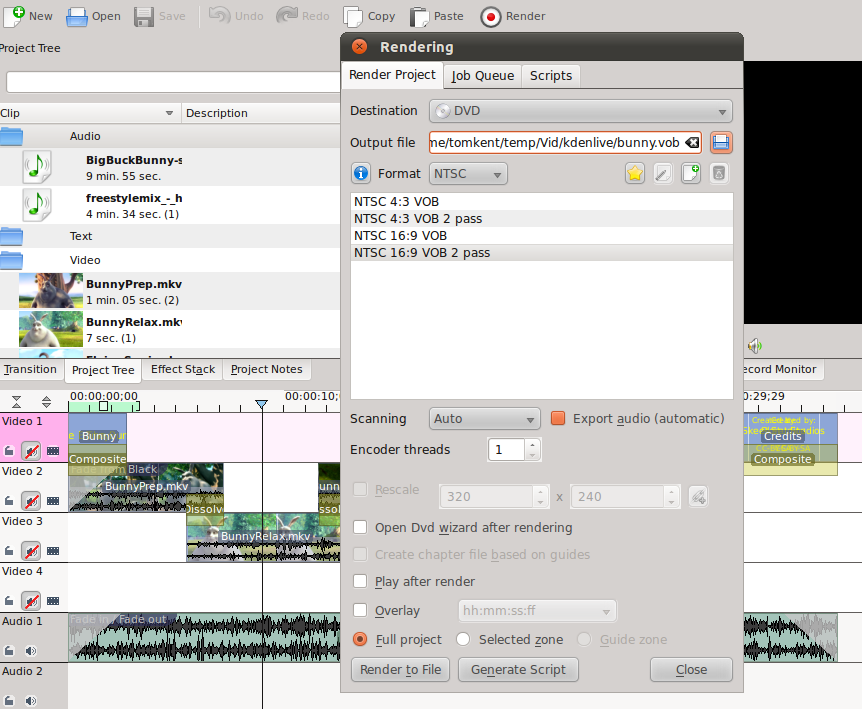 New Open Save Undo Redo Copy Paste Render
Project Tree
Clip Description
Audio
BigBuckBunny-s
9 min. 55 sec.
freestylemix_-_h
4 min. 34 sec. (1)
Text
Video
BunnyPrep.mkv
1 min. 05 sec. (2)
BunnyRelax.mkv
7 sec. (1)
Transition Project Tree Effect Stack Project Notes
ecord Monitor
00:00:00;00 00:00:10;0
0:29;29
Video 1
Bunny
Composite
Video 2
Fade from Black
BunnyPrep.mkv
Dissolv
unn
ssol
Video 3
BunnyRelax.mkv
Video 4
Audio 1
Fade in Fade out
Audio 2
Credits
Composite
Rendering
Render Project Job Queue Scripts
Destination DVD
Output file me/tomkent/temp/Vid/kdenlive/bunny.vob
Format NTSC
NTSC 4:3 VOB
NTSC 4:3 VOB 2 pass
NTSC 16:9 VOB
NTSC 16:9 VOB 2 pass
Scanning Auto Export audio (automatic)
Encoder threads 1
Rescale 320 x 240
Open Dvd wizard after rendering
Create chapter file based on guides
Play after render
Overlay hh:mm:ss:ff
Full project Selected zone Guide zone
Render to File Generate Script Close